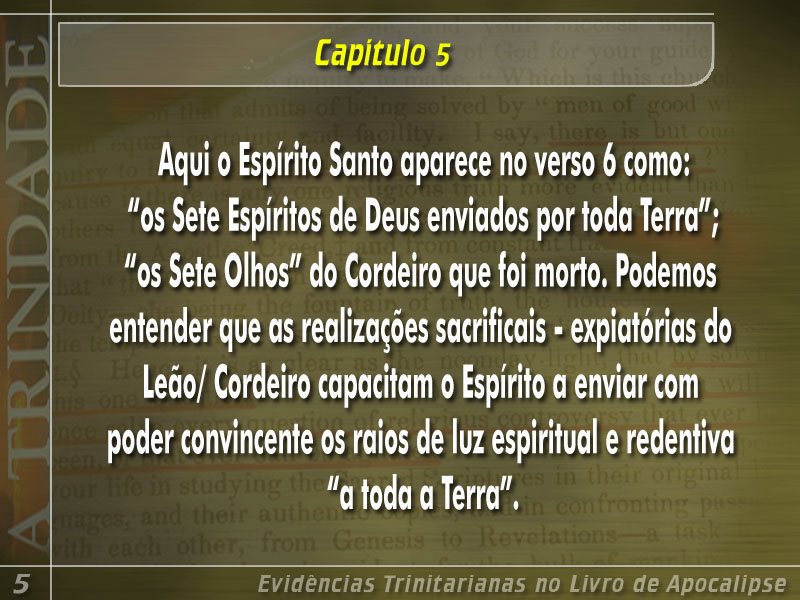 Capítulo 5
Aqui o Espírito Santo aparece no verso 6 como:
“os Sete Espíritos de Deus enviados por toda Terra”;
“os Sete Olhos” do Cordeiro que foi morto. Podemos
entender que as realizações sacrificais - expiatórias do
Leão/ Cordeiro capacitam o Espírito a enviar com
poder convincente os raios de luz espiritual e redentiva
“a toda a Terra”.
A TRINDADE
5
Evidências Trinitarianas no Livro de Apocalipse